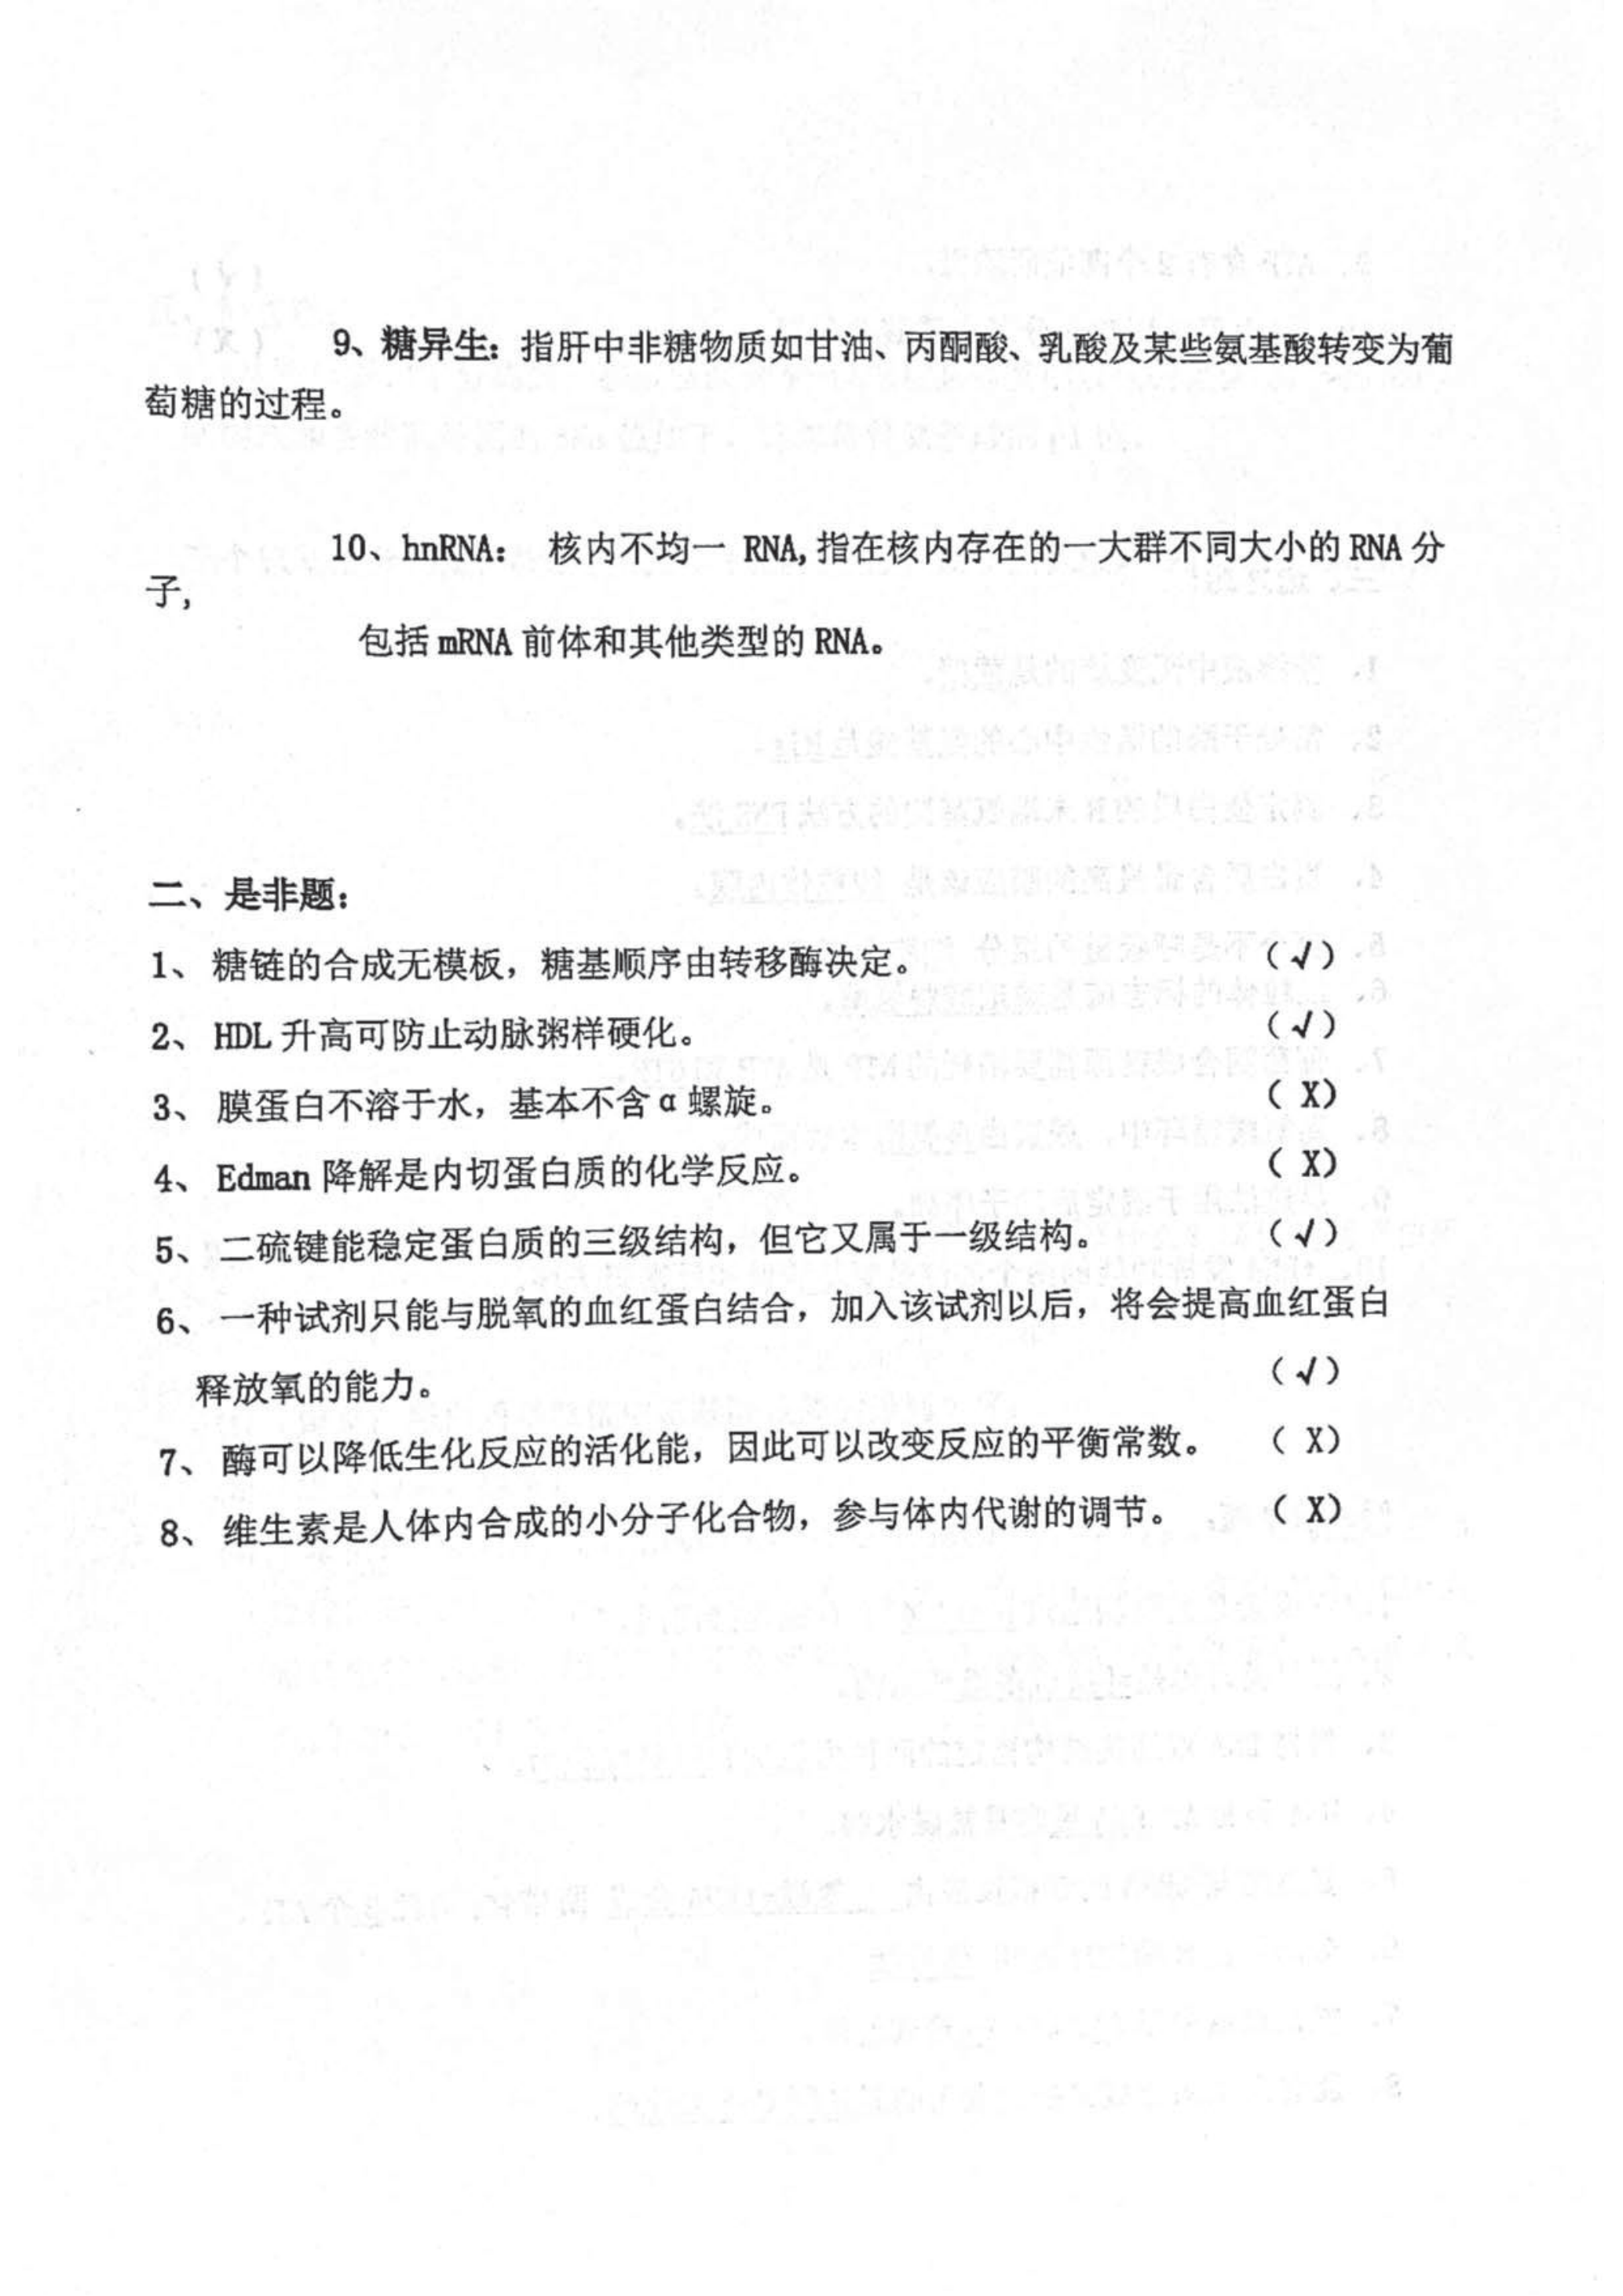 9、糖异生：指肝中非糖物质如甘油、丙酮酸、乳酸及某些氨基酸转变为葡
萄糖的过程。
10、hnRNA： 核内不均一 RNA,指在核内存在的一大群不同大小的 RNA 分
子,
包括 mRNA 前体和其他类型的 RNA。
二、是非题：
1、 糖链的合成无模板，糖基顺序由转移酶决定。 （√）
2、 HDL 升高可防止动脉粥样硬化。 （√）
3、 膜蛋白不溶于水，基本不含 α 螺旋。 （ X）
4、 Edman 降解是内切蛋白质的化学反应。 （ X）
5、 二硫键能稳定蛋白质的三级结构，但它又属于一级结构。 （√）
6、 一种试剂只能与脱氧的血红蛋白结合，加入该试剂以后，将会提高血红蛋白
释放氧的能力。 （√）
7、 酶可以降低生化反应的活化能，因此可以改变反应的平衡常数。 （ X）
8、 维生素是人体内合成的小分子化合物，参与体内代谢的调节。 （ X）